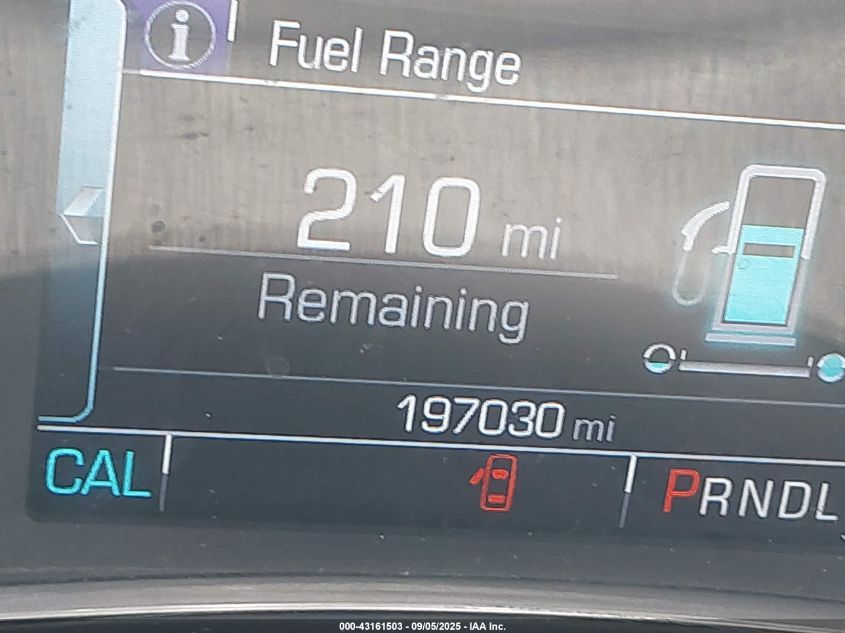 i Fuel Range
210 mi
Remaining
197030 mi
CAL PRNDL
000-43161503 - 09/05/2025 - IAA Inc.